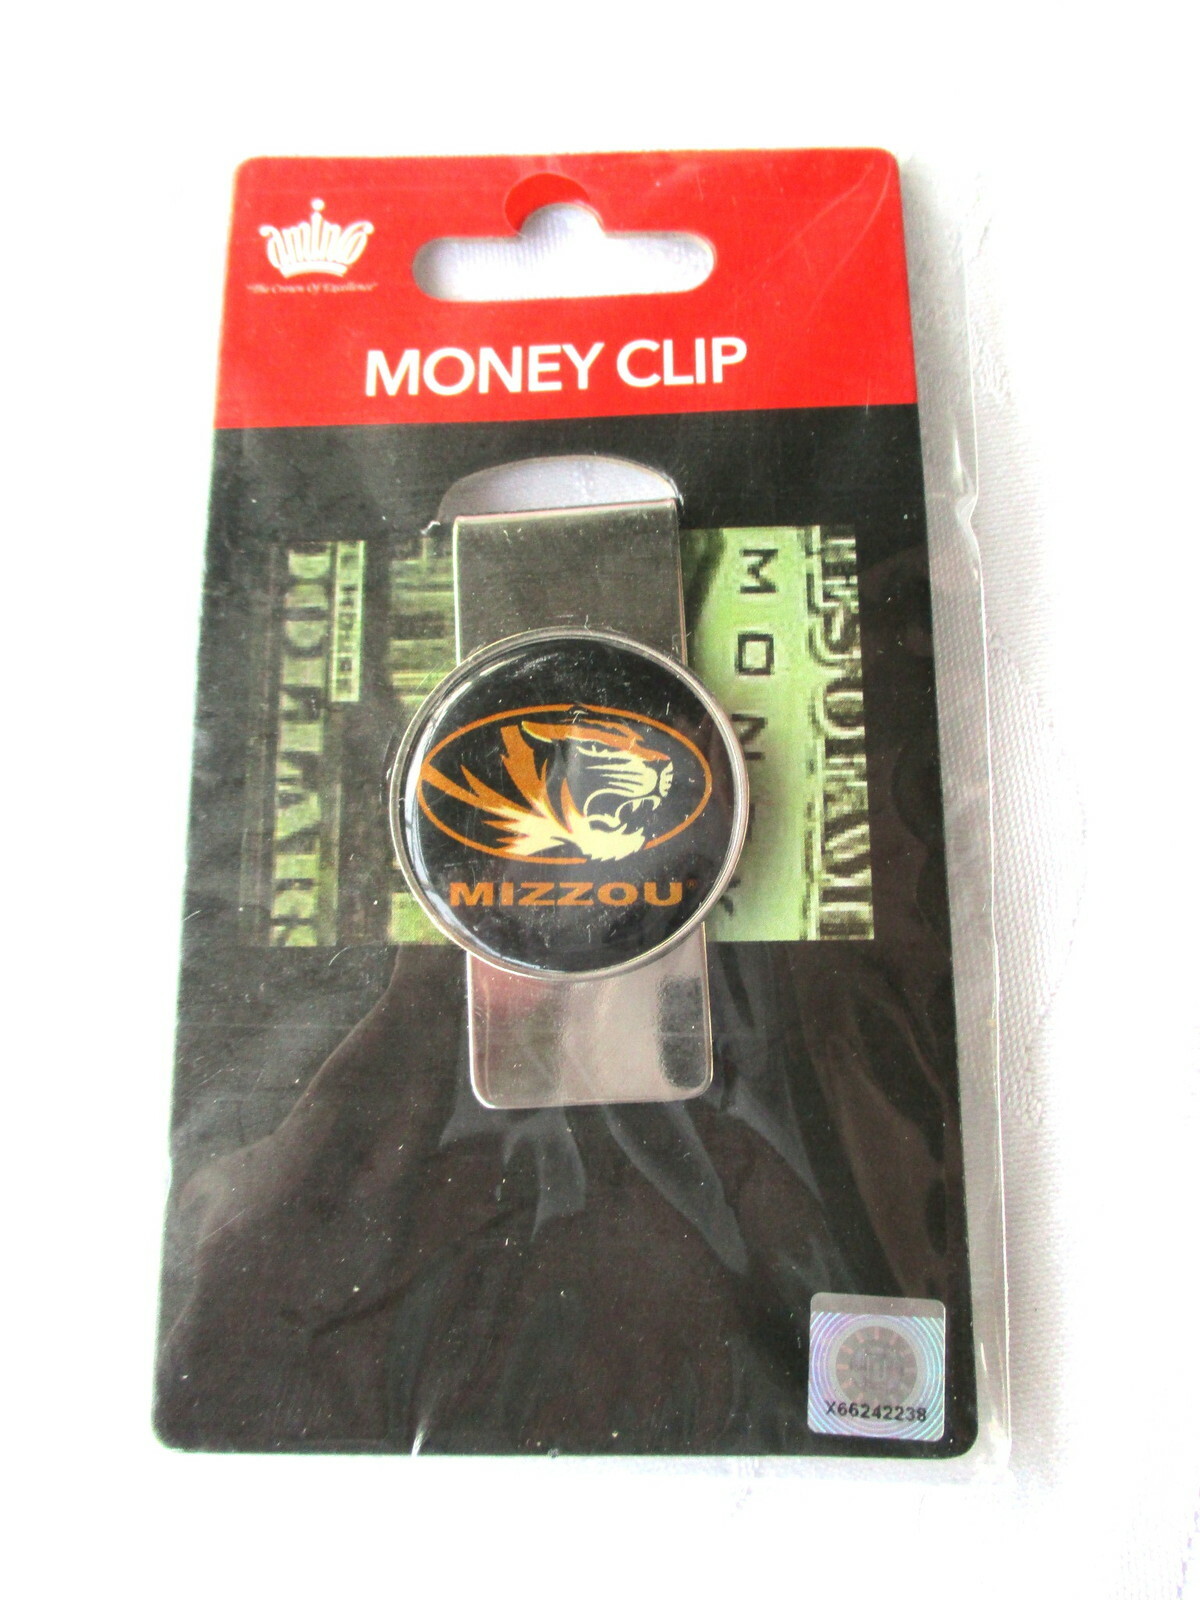 aminco
"The Crown Of Excellence"
MONEY CLIP
M O N E Y
MIZZOU®
X66242238